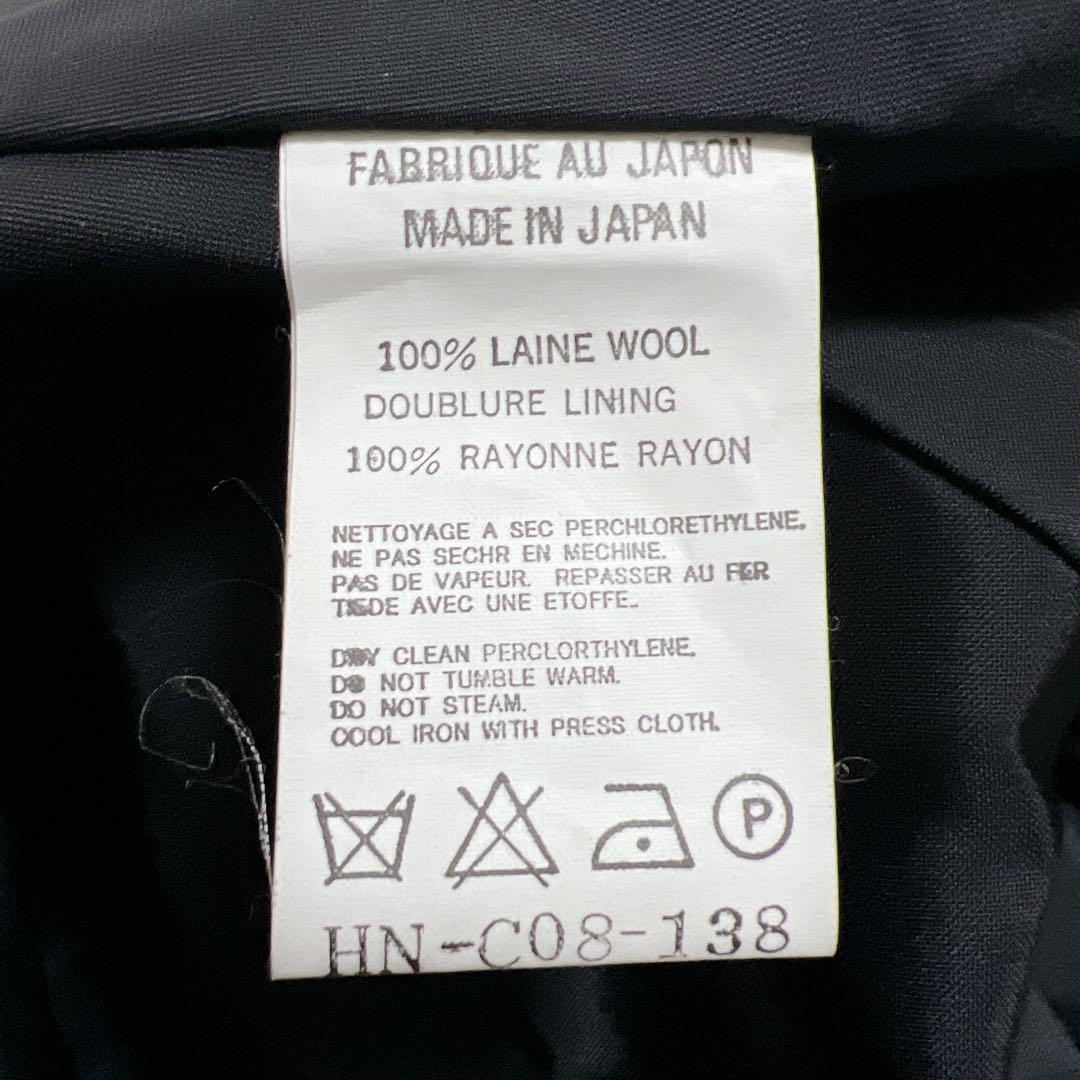 FABRIQUE AU JAPON
MADE IN JAPAN
100% LAINE WOOL
DOUBLURE LINING
100% RAYONNE RAYON
NETTOYAGE A SEC PERCHLORETHYLENE.
NE PAS SECHR EN MECHINE.
PAS DE VAPEUR. REPASSER AU FER
TIEDE AVEC UNE ETOFFE.
DRY CLEAN PERCLORTHYLENE.
DO NOT TUMBLE WARM.
DO NOT STEAM.
COOL IRON WITH PRESS CLOTH.
P
HN-C08-138